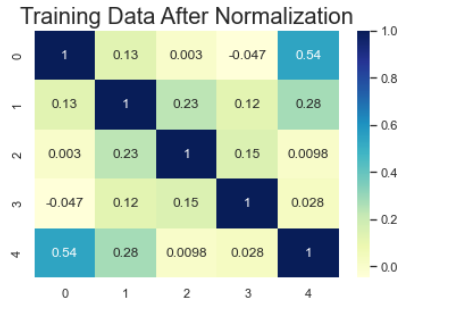 Training Data After Normalization
0 1 0.13 0.003 -0.047 0.54
1 0.13 1 0.23 0.12 0.28
2 0.003 0.23 1 0.15 0.0098
3 -0.047 0.12 0.15 1 0.028
4 0.54 0.28 0.0098 0.028 1
0 1 2 3 4
1.0
0.8
0.6
0.4
0.2
0.0